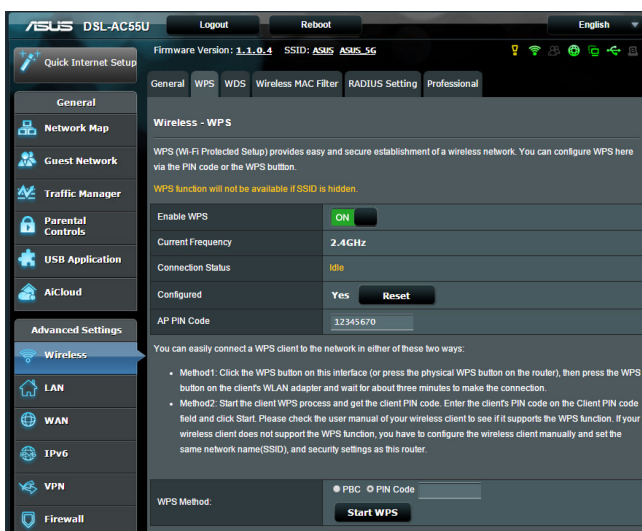 ASUS DSL-AC55U Logout Reboot English
Quick Internet Setup
General
Network Map
Guest Network
Traffic Manager
Parental Controls
USB Application
AiCloud
Advanced Settings
Wireless
LAN
WAN
IPv6
VPN
Firewall
Firmware Version: 1.1.0.4 SSID: ASUS ASUS_5G
General WPS WDS Wireless MAC Filter RADIUS Setting Professional
Wireless - WPS
WPS (Wi-Fi Protected Setup) provides easy and secure establishment of a wireless network. You can configure WPS here
via the PIN code or the WPS buttton.
WPS function will not be available if SSID is hidden.
Enable WPS ON
Current Frequency 2.4GHz
Connection Status Idle
Configured Yes Reset
AP PIN Code 12345670
You can easily connect a WPS client to the network in either of these two ways:
• Method1: Click the WPS button on this interface (or press the physical WPS button on the router), then press the WPS
button on the client's WLAN adapter and wait for about three minutes to make the connection.
• Method2: Start the client WPS process and get the client PIN code. Enter the client's PIN code on the Client PIN code
field and click Start. Please check the user manual of your wireless client to see if it supports the WPS function. If your
wireless client does not support the WPS function, you have to configure the wireless client manually and set the
same network name(SSID), and security settings as this router.
WPS Method: PBC PIN Code
Start WPS